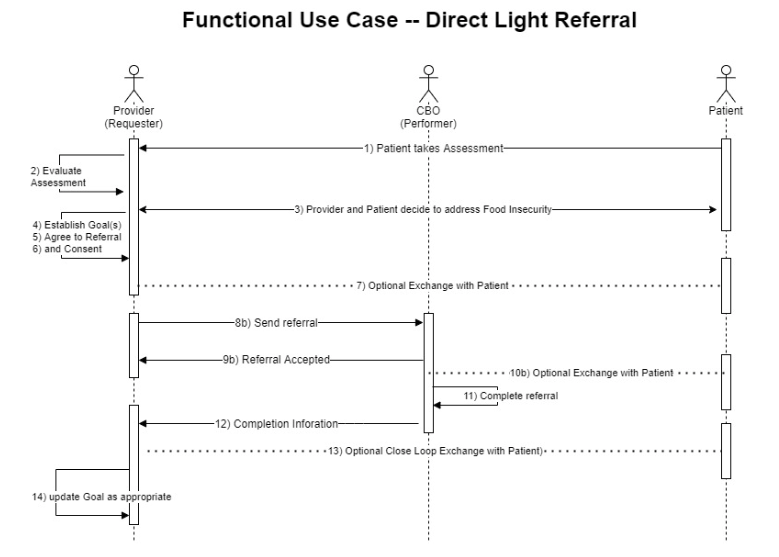 Functional Use Case -- Direct Light Referral
Provider
(Requester)
CBO
(Performer)
Patient
1) Patient takes Assessment
2) Evaluate
Assessment
3) Provider and Patient decide to address Food Insecurity
4) Establish Goal(s)
5) Agree to Referral
6) and Consent
7) Optional Exchange with Patient
8b) Send referral
9b) Referral Accepted
10b) Optional Exchange with Patient
11) Complete referral
12) Completion Inforation
13) Optional Close Loop Exchange with Patient)
14) update Goal as appropriate